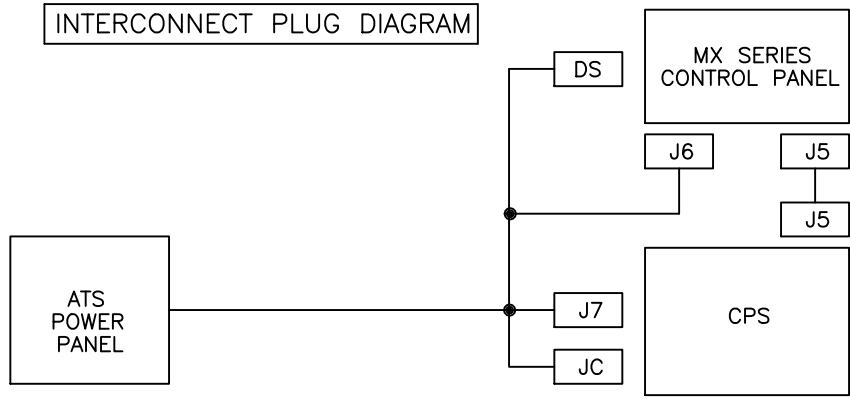 INTERCONNECT PLUG DIAGRAM
DS
MX SERIES
CONTROL PANEL
J6
J5
J5
ATS
POWER
PANEL
J7
CPS
JC